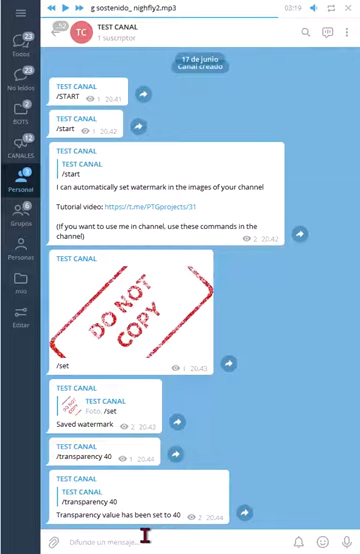 g sostenido_ nighfly2.mp3
03:19
TEST CANAL
1 suscriptor
TC
52
23
Todos
23
No leídos
2
BOTS
12
CANALES
3
Personal
6
Grupos
Personas
mas
Editar
17 de junio
Canal creado
TEST CANAL
/START
1 20:41
TEST CANAL
/start
1 20:42
TEST CANAL
TEST CANAL
/start
I can automatically set watermark in the images of your channel
Tutorial video: https://t.me/PTGprojects/31
(If you want to use me in channel, use these commands in the
channel)
2 20:42
TEST CANAL
DO NOT
COPY
/set
1 20:43
TEST CANAL
TEST CANAL
Foto, /set
Saved watermark
2 20:43
TEST CANAL
/transparency 40
1 20:44
TEST CANAL
TEST CANAL
/transparency 40
Transparency value has been set to 40
2 20:44
Difunde un mensaje...